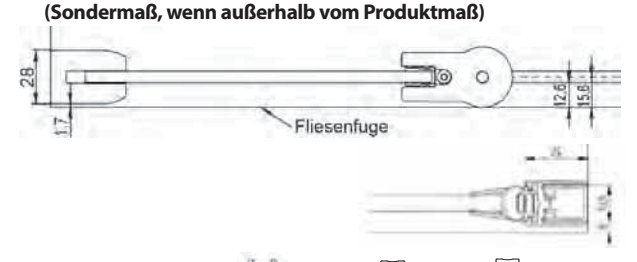 (Sondermaß, wenn außerhalb vom Produktmaß)
28
1,7
12,6
15,6
Fliesenfuge